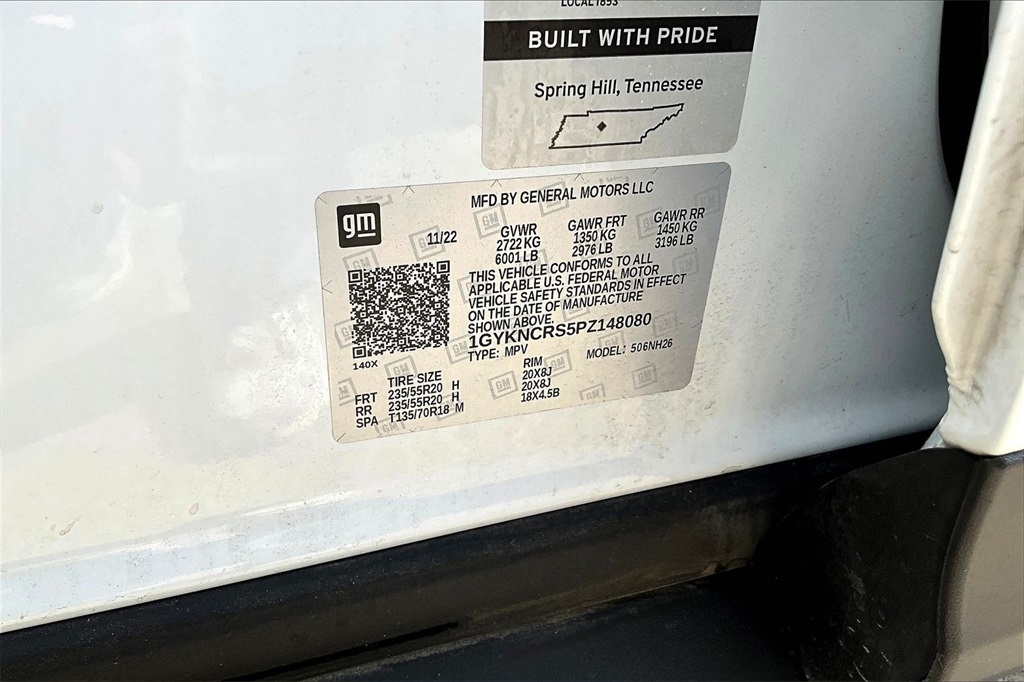 LOCAL 1853
BUILT WITH PRIDE
Spring Hill, Tennessee
gm
MFD BY GENERAL MOTORS LLC
11/22
GVWR GAWR FRT GAWR RR
2722 KG 1350 KG 1450 KG
6001 LB 2976 LB 3196 LB
THIS VEHICLE CONFORMS TO ALL
APPLICABLE U.S. FEDERAL MOTOR
VEHICLE SAFETY STANDARDS IN EFFECT
ON THE DATE OF MANUFACTURE
SHOWN ABOVE.
1GYKNCRS5PZ148080
TYPE: MPV MODEL: 506NH26
140X
TIRE SIZE RIM
FRT 235/55R20 H 20X8J
RR 235/55R20 H 20X8J
SPA T135/70R18 M 18X4.5B